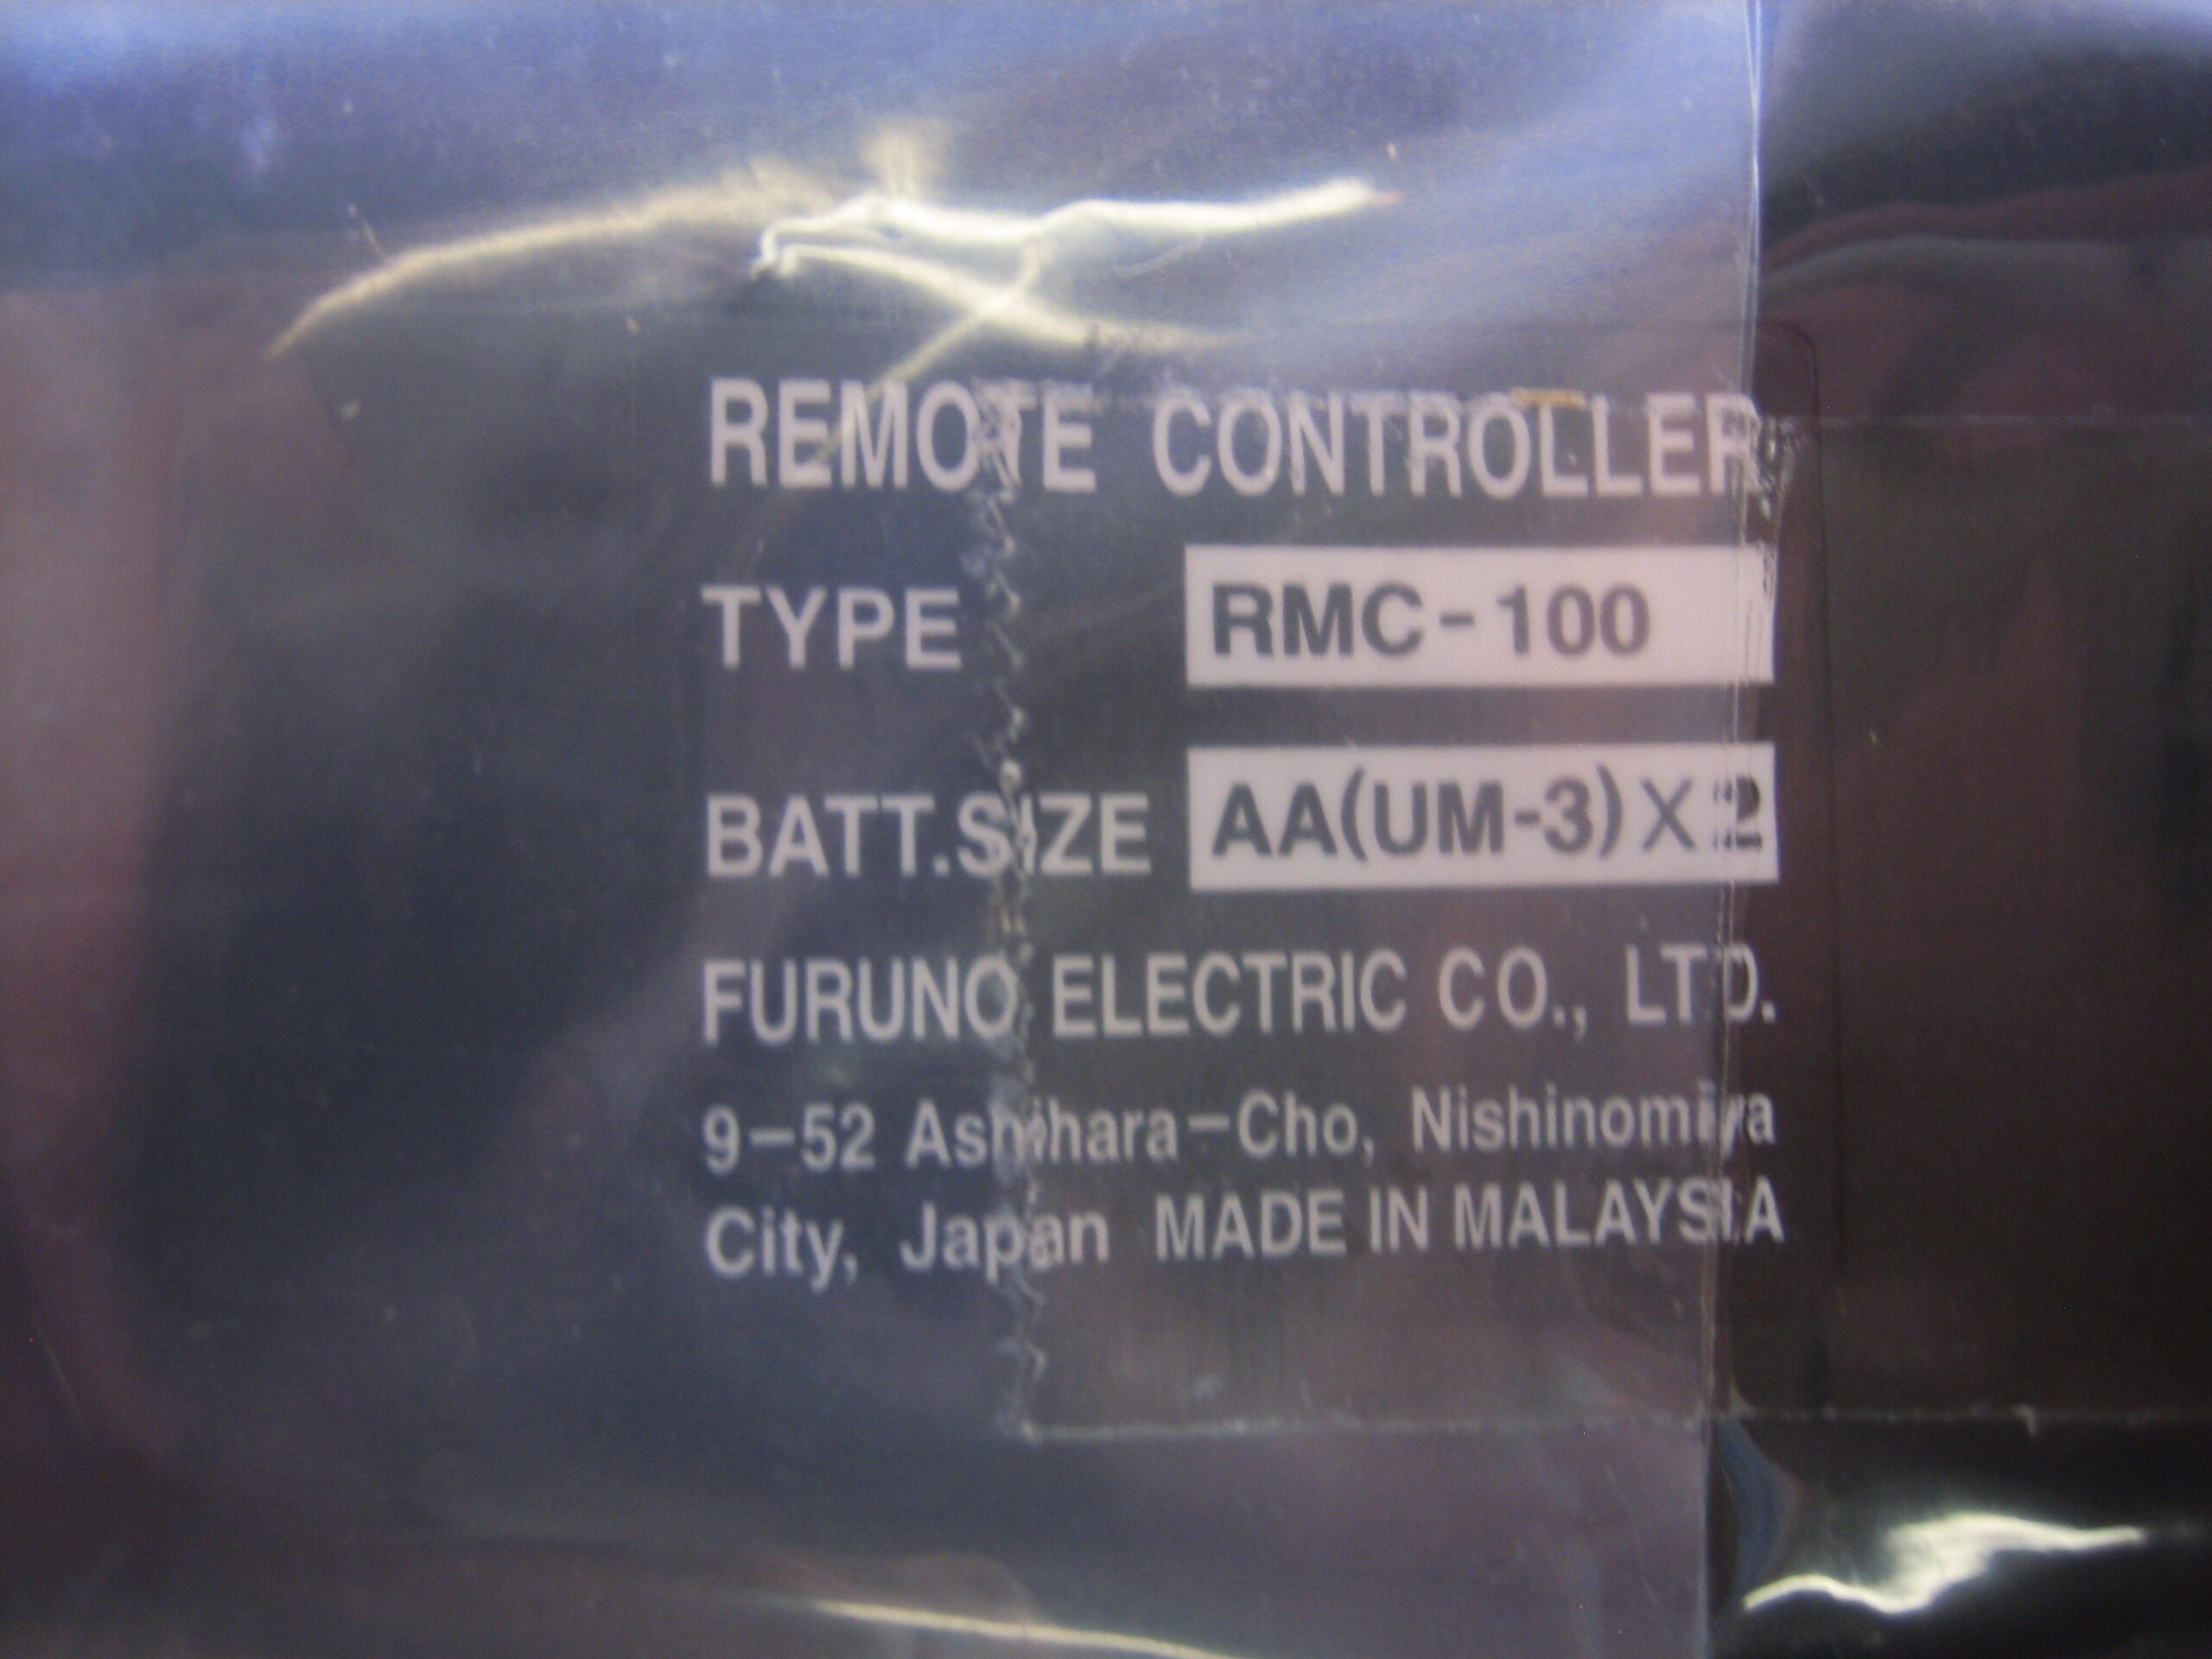 REMOTE CONTROLLER
TYPE RMC-100
BATT.SIZE AA(UM-3)X2
FURUNO ELECTRIC CO., LTD.
9-52 Ashihara-Cho, Nishinomiya
City, Japan MADE IN MALAYSIA